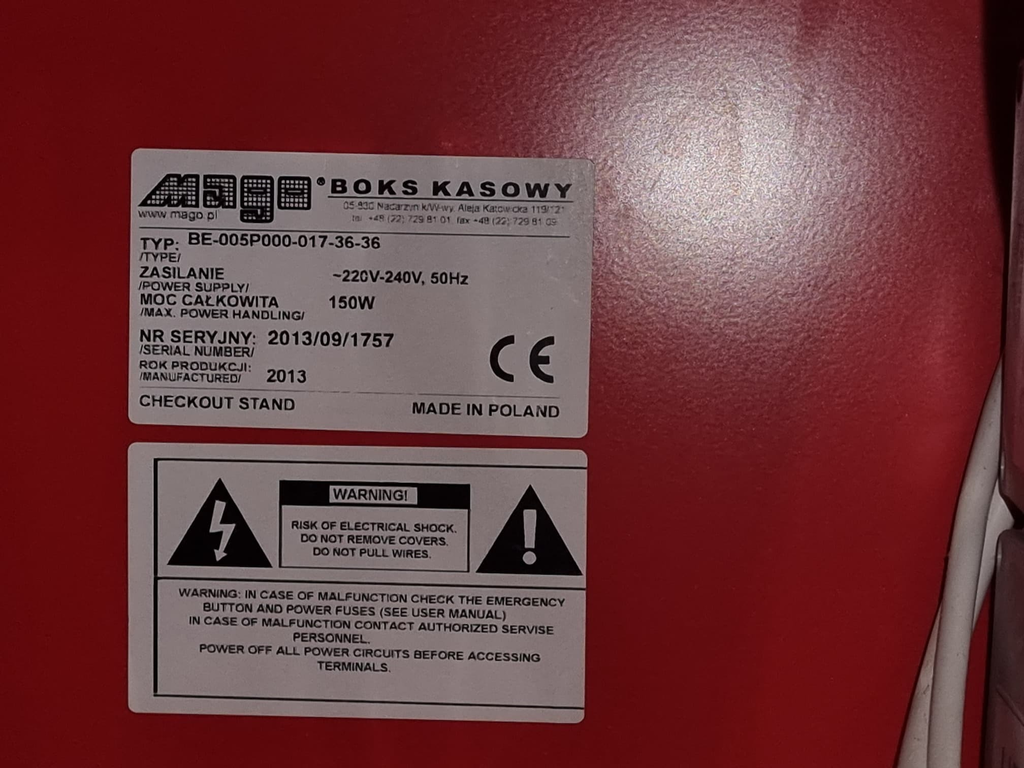 mago® BOKS KASOWY
www.mago.pl
05-830 Nadarzyn k/W-wy, Aleja Katowicka 119/121
tel. +48 (22) 729 81 01, fax +48 (22) 729 81 09
TYP: BE-005P000-017-36-36
/TYPE/
ZASILANIE ~220V-240V, 50Hz
/POWER SUPPLY/
MOC CAŁKOWITA 150W
/MAX. POWER HANDLING/
NR SERYJNY: 2013/09/1757
/SERIAL NUMBER/
ROK PRODUKCJI: 2013
/MANUFACTURED/
CE
CHECKOUT STAND MADE IN POLAND
WARNING!
RISK OF ELECTRICAL SHOCK.
DO NOT REMOVE COVERS.
DO NOT PULL WIRES.
WARNING: IN CASE OF MALFUNCTION CHECK THE EMERGENCY
BUTTON AND POWER FUSES (SEE USER MANUAL)
IN CASE OF MALFUNCTION CONTACT AUTHORIZED SERVISE
PERSONNEL.
POWER OFF ALL POWER CIRCUITS BEFORE ACCESSING
TERMINALS.